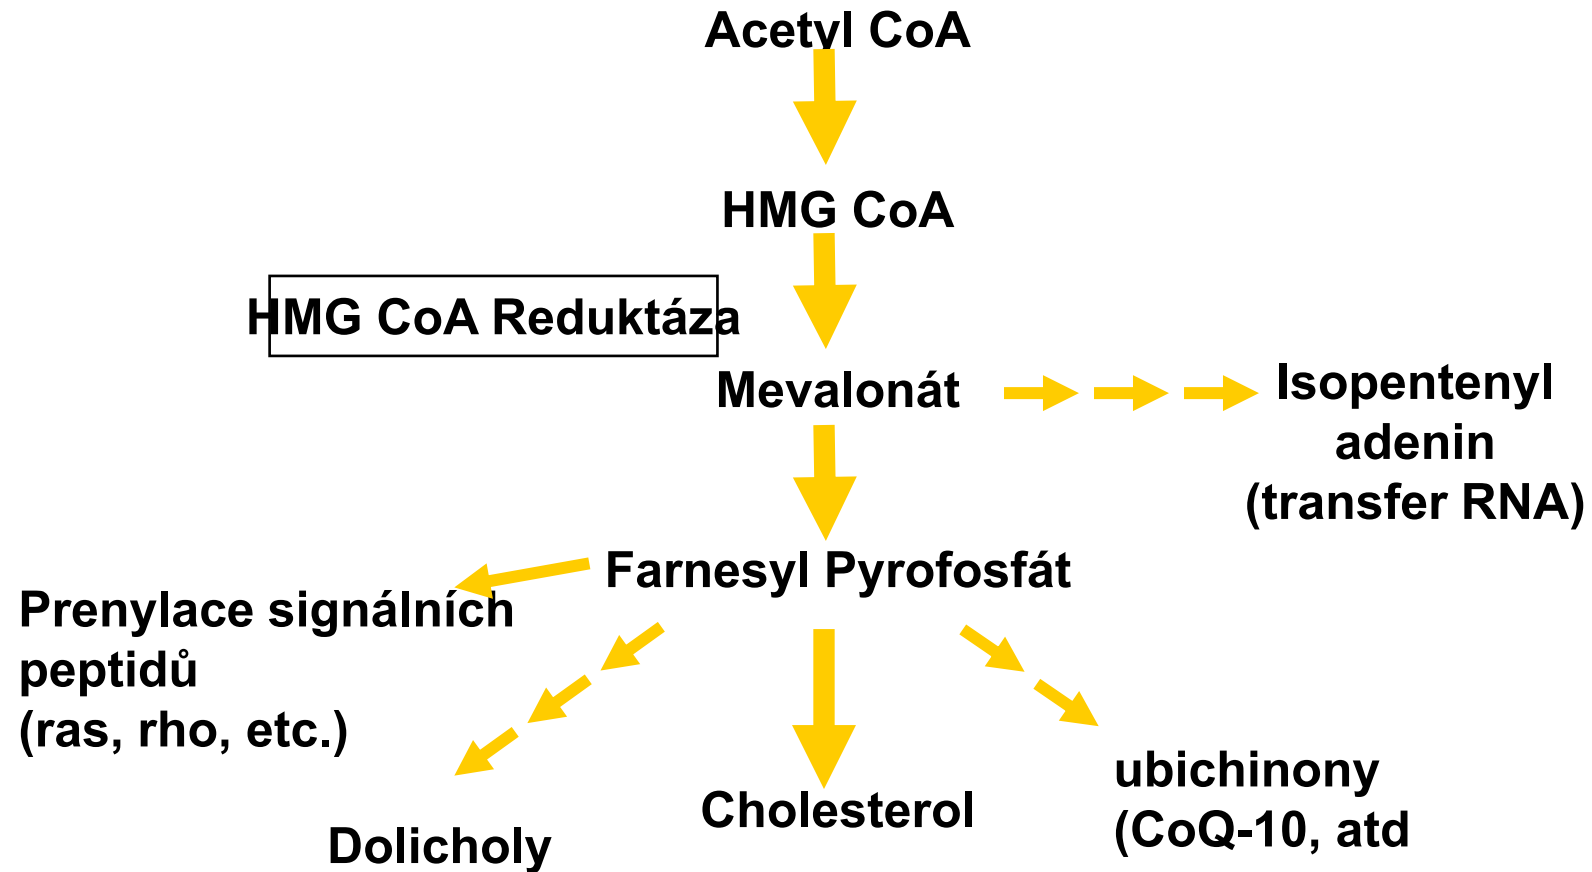 Acetyl CoA
HMG CoA
HMG CoA Reduktáza
Mevalonát
Isopentenyl
adenin
(transfer RNA)
Farnesyl Pyrofosfát
Prenylace signálních
peptidů
(ras, rho, etc.)
Dolicholy
Cholesterol
ubichinony
(CoQ-10, atd